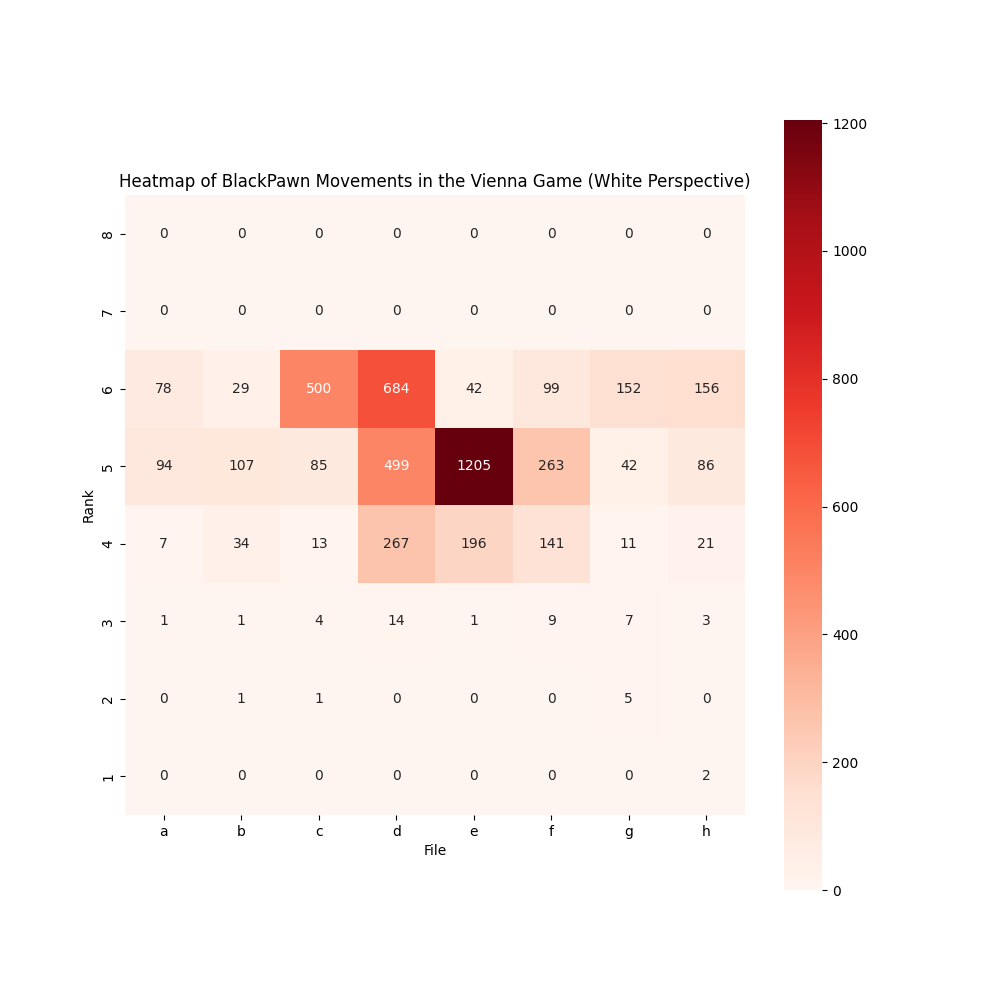 Heatmap of BlackPawn Movements in the Vienna Game (White Perspective)
8 0 0 0 0 0 0 0 0
7 0 0 0 0 0 0 0 0
6 78 29 500 684 42 99 152 156
5 94 107 85 499 1205 263 42 86
Rank
4 7 34 13 267 196 141 11 21
3 1 1 4 14 1 9 7 3
2 0 1 1 0 0 0 5 0
1 0 0 0 0 0 0 0 2
a b c d e f g h
File
1200
1000
800
600
400
200
0